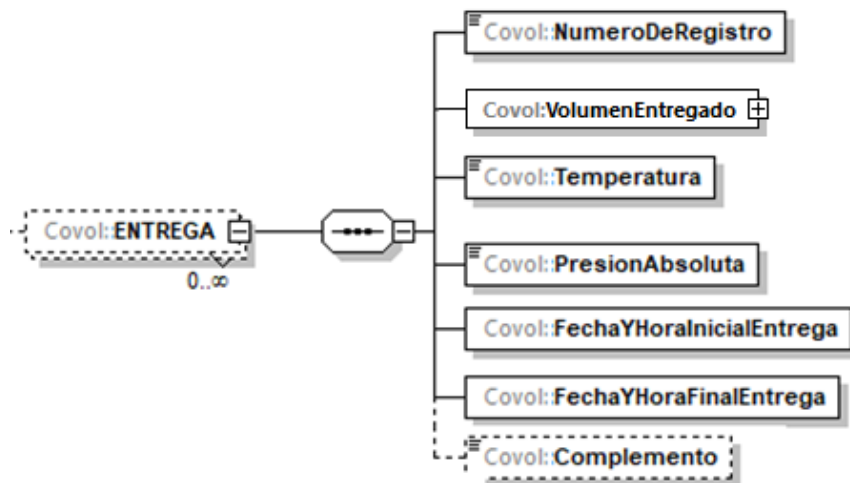 Covol::NumeroDeRegistro
Covol:VolumenEntregado
Covol::Temperatura
Covol::ENTREGA
0..∞
Covol::PresionAbsoluta
Covol::FechaYHoraInicialEntrega
Covol::FechaYHoraFinalEntrega
Covol::Complemento